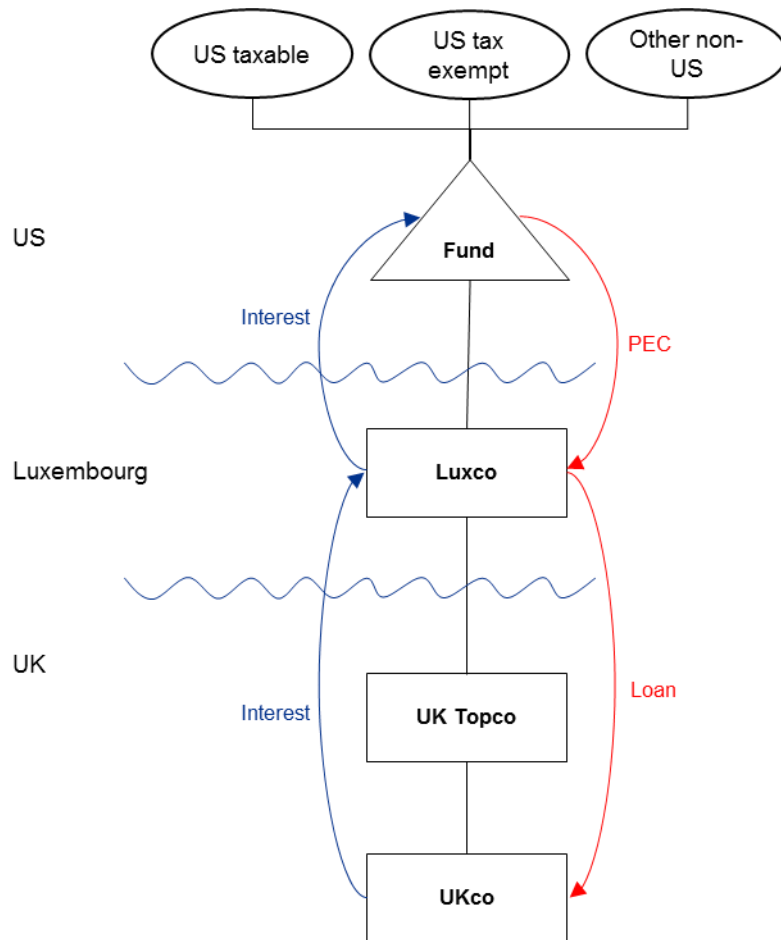 US taxable
US tax
exempt
Other non-
US
US
Fund
Interest
PEC
Luxembourg
Luxco
UK
Interest
UK Topco
Loan
UKco